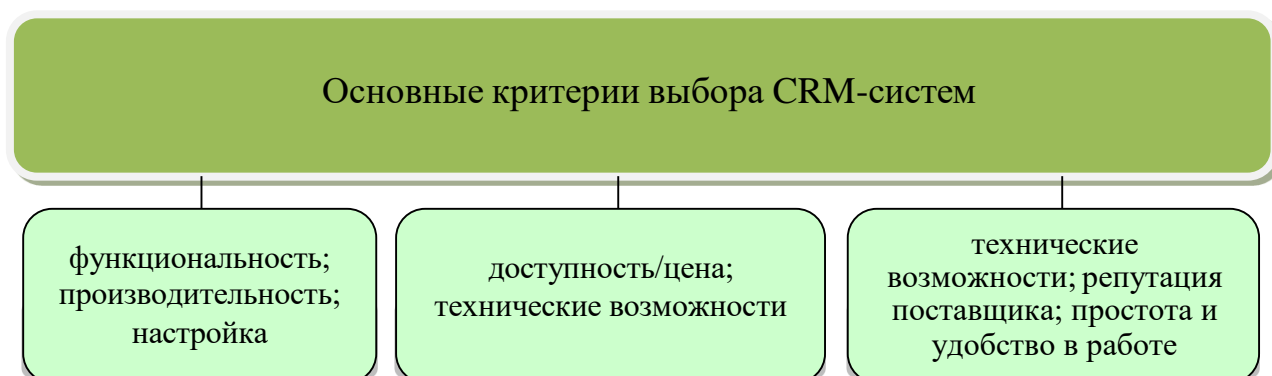 Основные критерии выбора CRM-систем
функциональность;
производительность;
настройка
доступность/цена;
технические возможности
технические
возможности; репутация
поставщика; простота и
удобство в работе